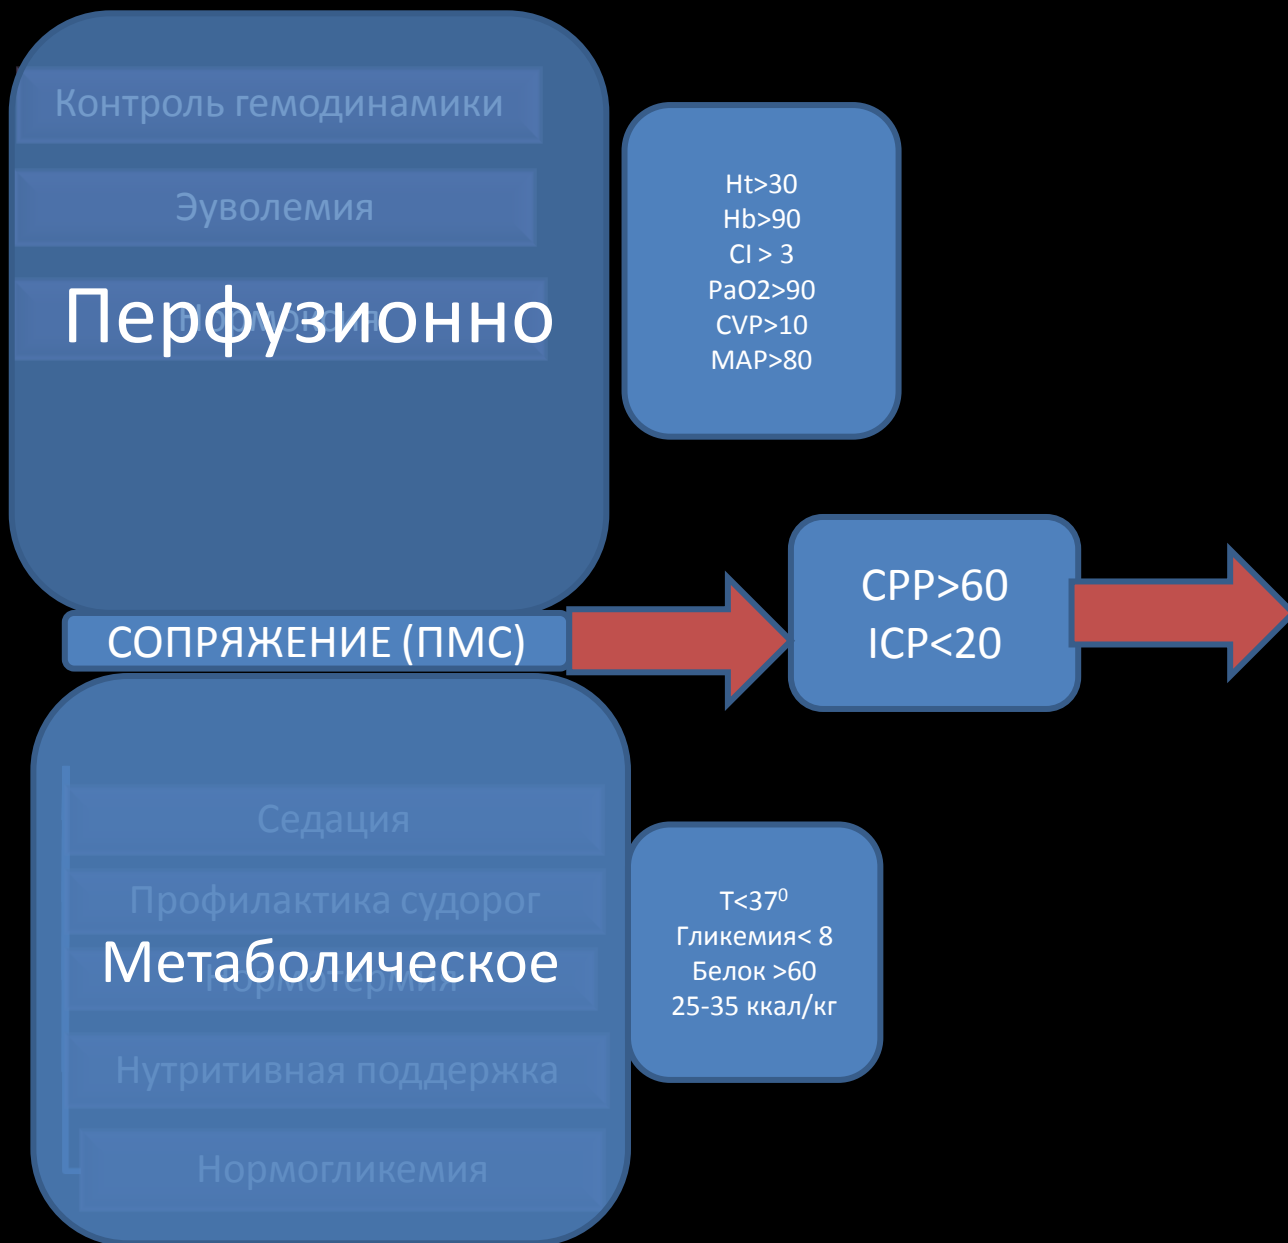 Контроль гемодинамики
Эуволемия
Нормоксия
Перфузионно
Ht>30
Hb>90
CI > 3
PaO2>90
CVP>10
MAP>80
СОПРЯЖЕНИЕ (ПМС)
CPP>60
ICP<20
Седация
Профилактика судорог
Нормотермия
Метаболическое
Нутритивная поддержка
Нормогликемия
T<37⁰
Гликемия< 8
Белок >60
25-35 ккал/кг